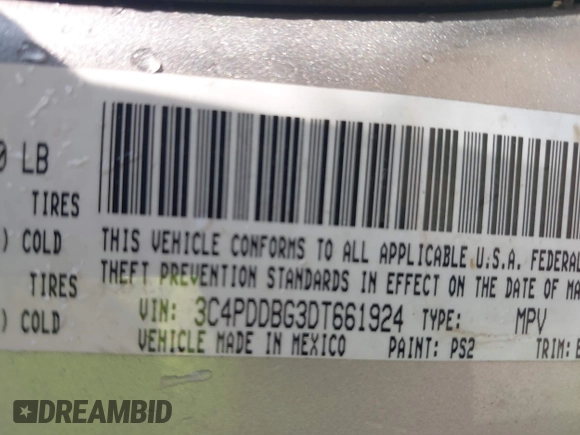 0 LB
TIRES
) COLD
THIS VEHICLE CONFORMS TO ALL APPLICABLE U.S.A. FEDERAL
THEFT PREVENTION STANDARDS IN EFFECT ON THE DATE OF MA
TIRES
VIN: 3C4PDDBG3DT661924 TYPE: MPV
) COLD
VEHICLE MADE IN MEXICO PAINT: PS2 TRIM:
DREAMBID